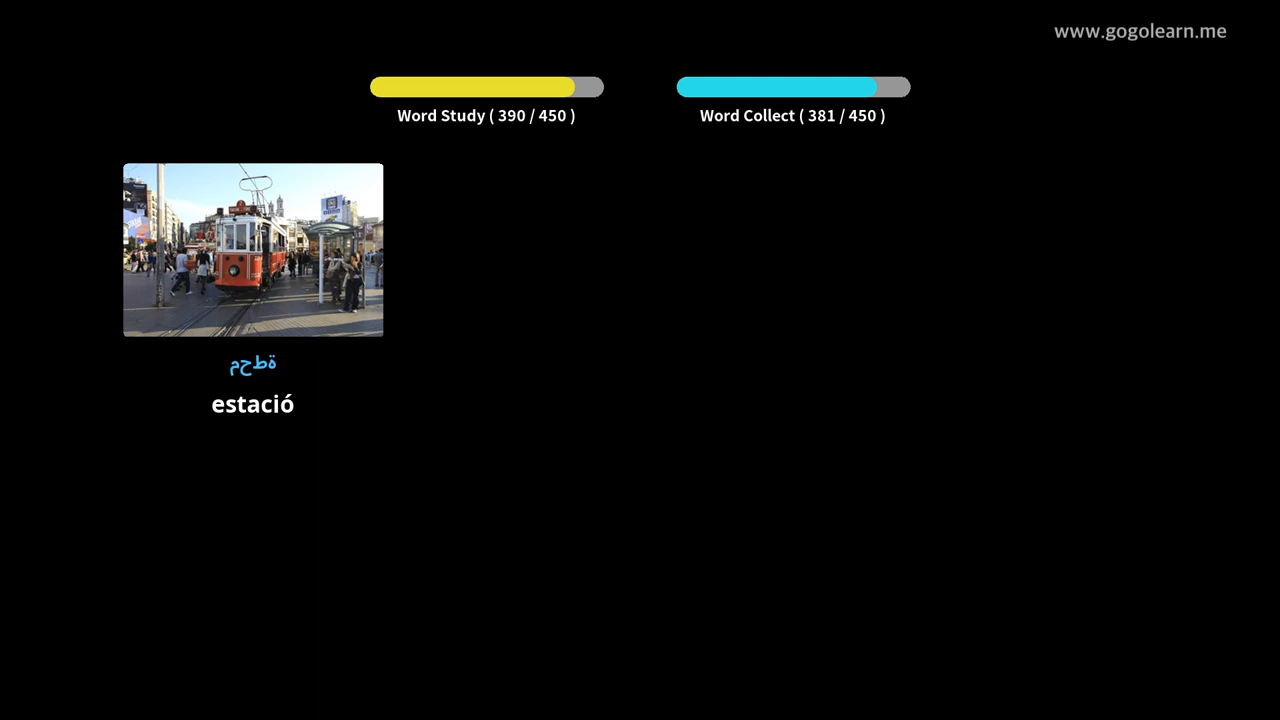 www.gogolearn.me
Word Study ( 390 / 450 )
Word Collect ( 381 / 450 )
ةطحم
estació